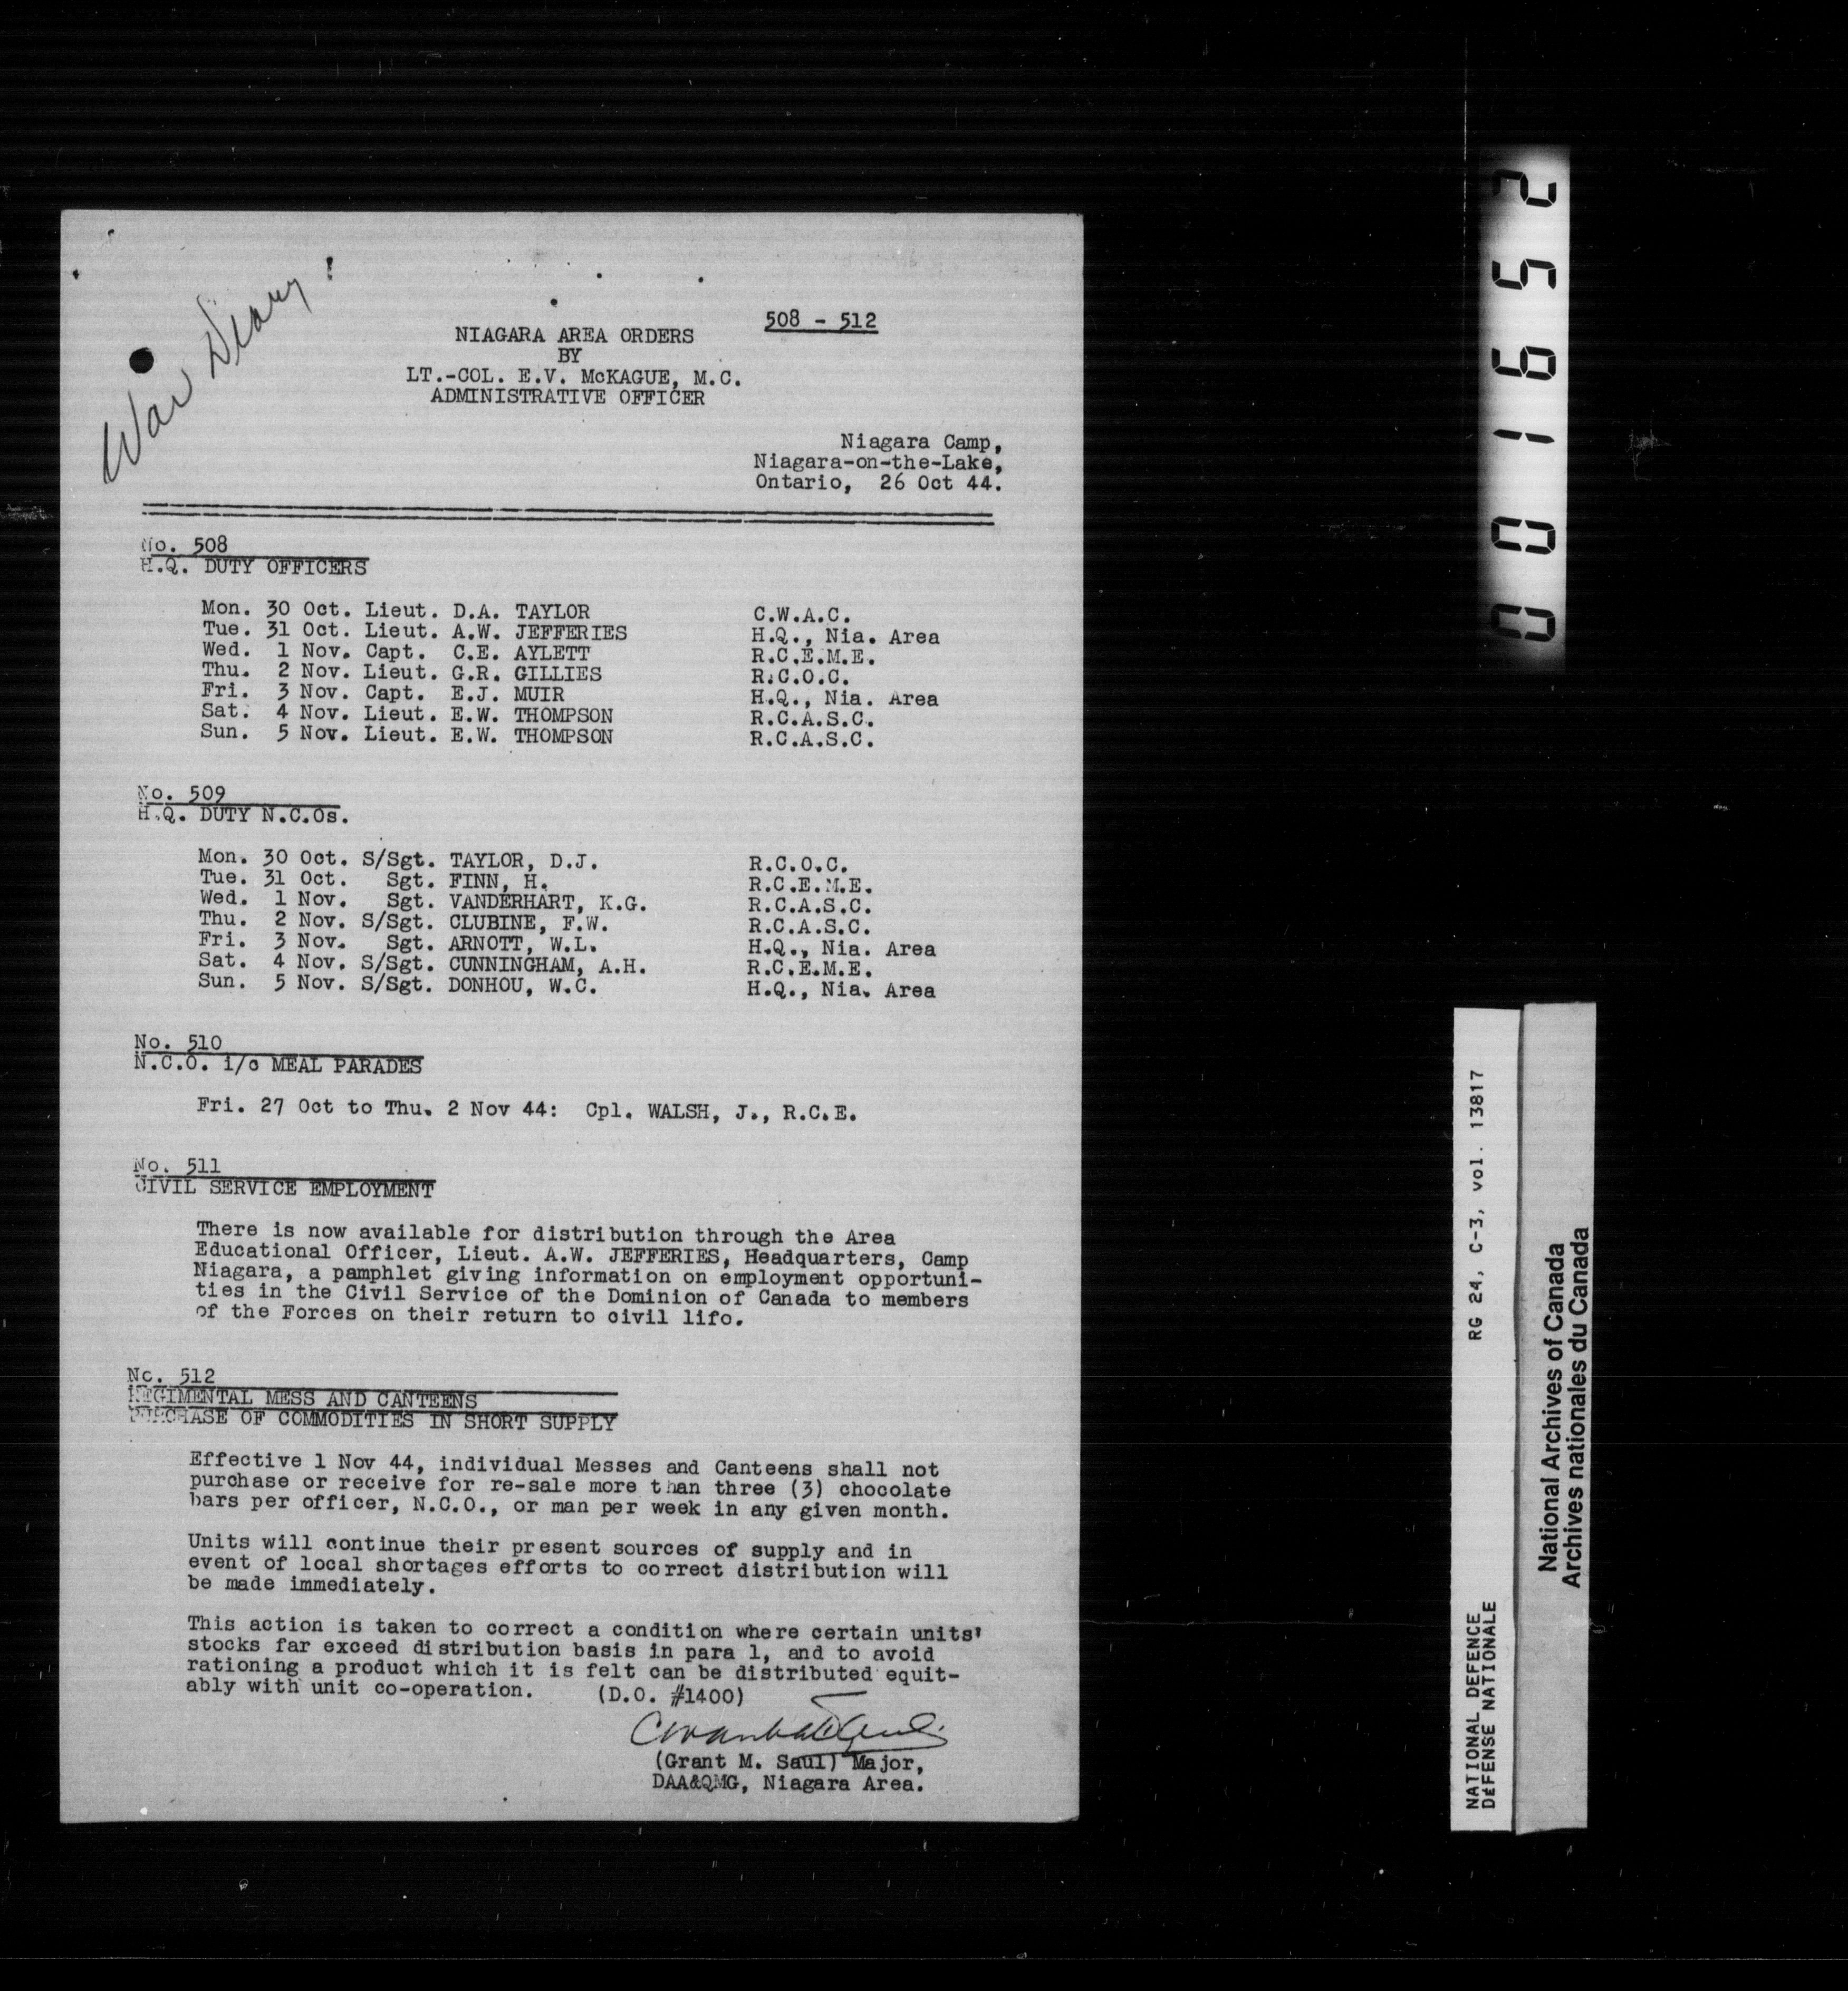 War Diary!
508 - 512
NIAGARA AREA ORDERS
BY
LT.-COL. E.V. McKAGUE, M.C.
ADMINISTRATIVE OFFICER
Niagara Camp,
Niagara-on-the-Lake,
Ontario, 26 Oct 44.
No. 508
H.Q. DUTY OFFICERS
Mon. 30 Oct. Lieut. D.A. TAYLOR C.W.A.C.
Tue. 31 Oct. Lieut. A.W. JEFFERIES H.Q., Nia. Area
Wed. 1 Nov. Capt. C.E. AYLETT R.C.E.M.E.
Thu. 2 Nov. Lieut. G.R. GILLIES R.C.O.C.
Fri. 3 Nov. Capt. E.J. MUIR H.Q., Nia. Area
Sat. 4 Nov. Lieut. E.W. THOMPSON R.C.A.S.C.
Sun. 5 Nov. Lieut. E.W. THOMPSON R.C.A.S.C.
No. 509
H.Q. DUTY N.C.Os.
Mon. 30 Oct. S/Sgt. TAYLOR, D.J. R.C.O.C.
Tue. 31 Oct. Sgt. FINN, H. R.C.E.M.E.
Wed. 1 Nov. Sgt. VANDERHART, K.G. R.C.A.S.C.
Thu. 2 Nov. S/Sgt. CLUBINE, F.W. R.C.A.S.C.
Fri. 3 Nov. Sgt. ARNOTT, W.L. H.Q., Nia. Area
Sat. 4 Nov. S/Sgt. CUNNINGHAM, A.H. R.C.E.M.E.
Sun. 5 Nov. S/Sgt. DONHOU, W.C. H.Q., Nia. Area
No. 510
N.C.O. i/c MEAL PARADES
Fri. 27 Oct to Thu. 2 Nov 44: Cpl. WALSH, J., R.C.E.
No. 511
CIVIL SERVICE EMPLOYMENT
There is now available for distribution through the Area
Educational Officer, Lieut. A.W. JEFFERIES, Headquarters, Camp
Niagara, a pamphlet giving information on employment opportuni-
ties in the Civil Service of the Dominion of Canada to members
of the Forces on their return to civil lifo.
No. 512
REGIMENTAL MESS AND CANTEENS
PURCHASE OF COMMODITIES IN SHORT SUPPLY
Effective 1 Nov 44, individual Messes and Canteens shall not
purchase or receive for re-sale more than three (3) chocolate
bars per officer, N.C.O., or man per week in any given month.
Units will continue their present sources of supply and in
event of local shortages efforts to correct distribution will
be made immediately.
This action is taken to correct a condition where certain units'
stocks far exceed distribution basis in para 1, and to avoid
rationing a product which it is felt can be distributed equit-
ably with unit co-operation. (D.O. #1400)
(Grant M. Saul) Major,
DAA&QMG, Niagara Area.
001652
NATIONAL DEFENCE RG 24, C-3, vol. 13817
DÉFENSE NATIONALE
National Archives of Canada
Archives nationales du Canada